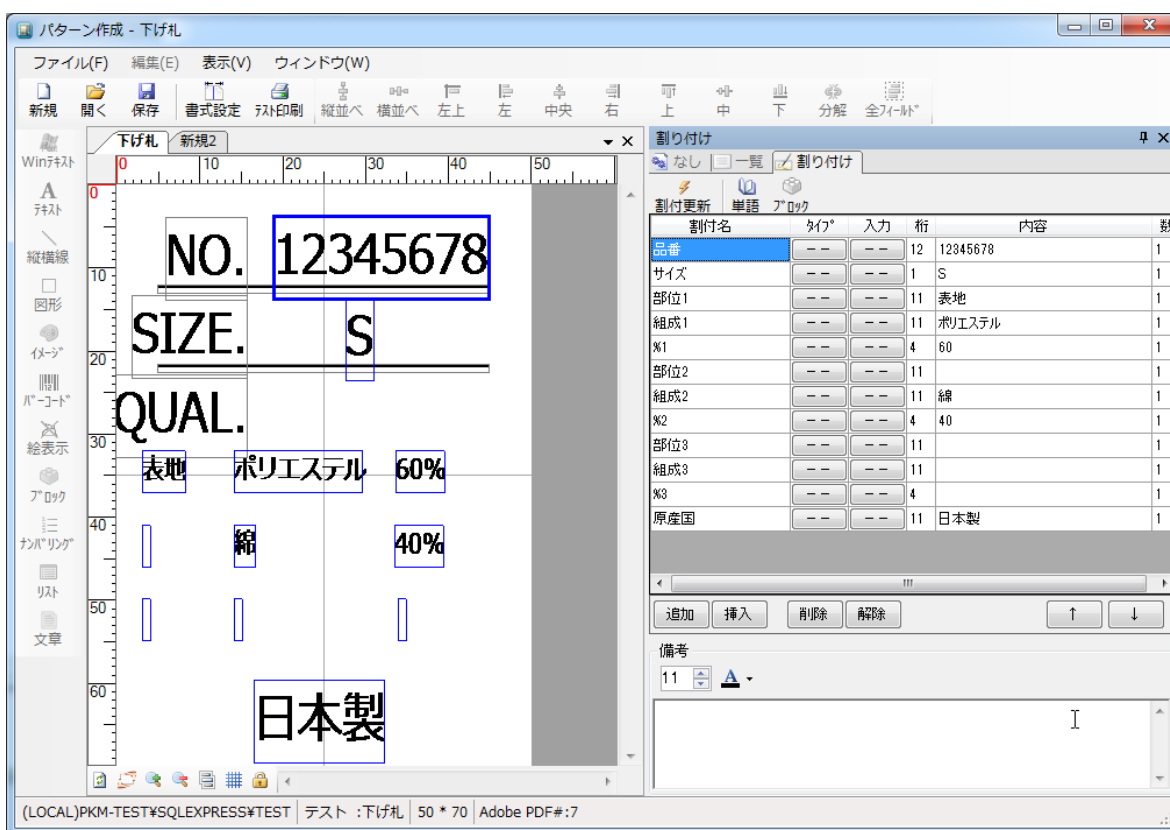 パターン作成 - 下げ札
ファイル(F) 編集(E) 表示(V) ウィンドウ(W)
新規 開く 保存 書式設定 ﾃｽﾄ印刷 縦並べ 横並べ 左上 左 中央 右 上 中 下 分解 全ﾌｨｰﾙﾄﾞ
Winﾃｷｽﾄ
A
ﾃｷｽﾄ
縦横線
図形
ｲﾒｰｼﾞ
ﾊﾞｰｺｰﾄﾞ
絵表示
ﾌﾞﾛｯｸ
ﾅﾝﾊﾞﾘﾝｸﾞ
ﾘｽﾄ
文章
下げ札 新規2
0 10 20 30 40 50
0
10
20
30
40
50
60
NO. 12345678
SIZE. S
QUAL.
表地 ポリエステル 60%
綿 40%
日本製
割り付け
なし 一覧 割り付け
割付更新 単語 ﾌﾞﾛｯｸ
割付名 ﾀｲﾌﾟ 入力 桁 内容 数
品番 -- -- 12 12345678 1
サイズ -- -- 1 S 1
部位1 -- -- 11 表地 1
組成1 -- -- 11 ポリエステル 1
%1 -- -- 4 60 1
部位2 -- -- 11 1
組成2 -- -- 11 綿 1
%2 -- -- 4 40 1
部位3 -- -- 11 1
組成3 -- -- 11 1
%3 -- -- 4 1
原産国 -- -- 11 日本製 1
追加 挿入 削除 解除 ↑ ↓
備考
11 A
(LOCAL)PKM-TEST¥SQLEXPRESS¥TEST テスト :下げ札 50 * 70 Adobe PDF#:7